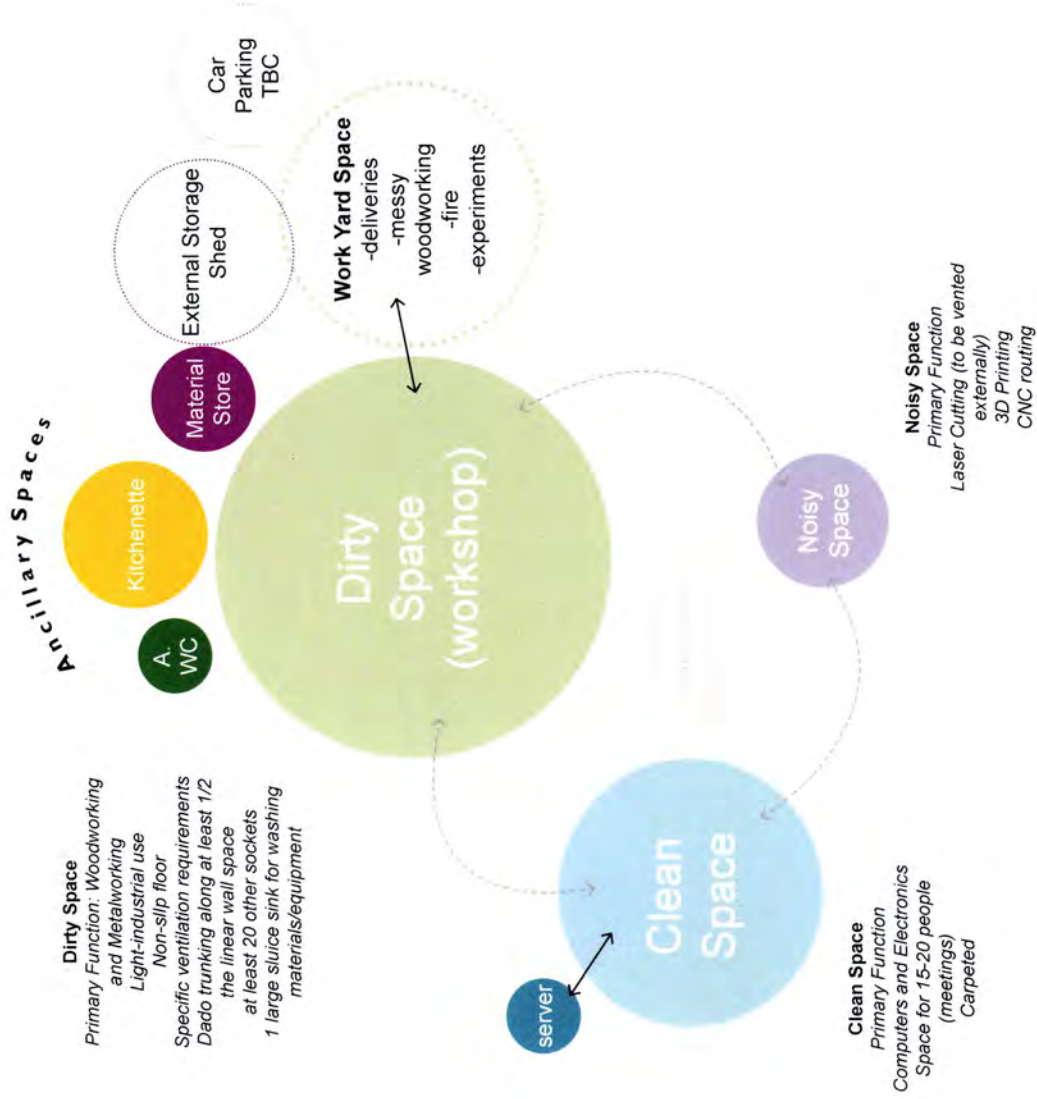 Ancillary Spaces
A.
WC
Kitchenette
Material
Store
External Storage
Shed
Car
Parking
TBC
Work Yard Space
-deliveries
-messy
woodworking
-fire
-experiments
Dirty
Space
(workshop)
Dirty Space
Primary Function: Woodworking
and Metalworking
Light-industrial use
Non-slip floor
Specific ventilation requirements
Dado trunking along at least 1/2
the linear wall space
at least 20 other sockets
1 large sluice sink for washing
materials/equipment
server
Clean
Space
Noisy
Space
Clean Space
Primary Function
Computers and Electronics
Space for 15-20 people
(meetings)
Carpeted
Noisy Space
Primary Function
Laser Cutting (to be vented
externally)
3D Printing
CNC routing